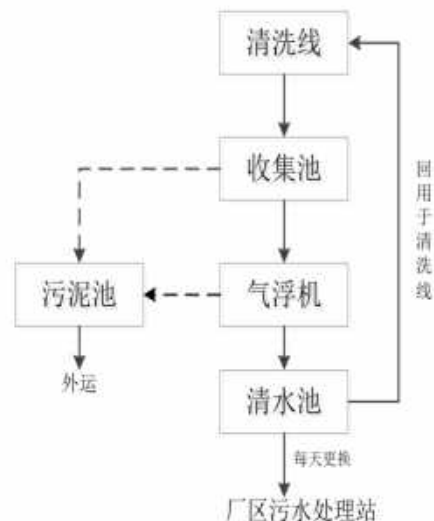 清洗线
收集池
回用于清洗线
污泥池
气浮机
外运
清水池
每天更换
厂区污水处理站